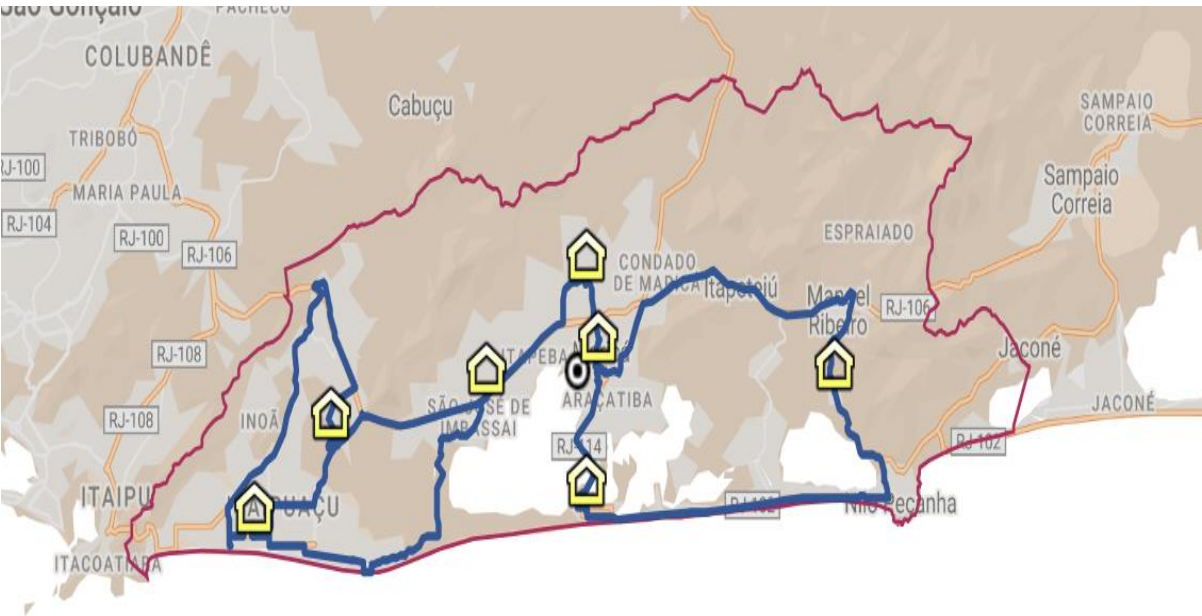 São Gonçalo
PACHECO
COLUBANDÊ
Cabuçu
SAMPAIO
CORREIA
TRIBOBÓ
RJ-100
MARIA PAULA
Sampaio
Correia
RJ-104
RJ-100
RJ-106
ESPRAIADO
CONDADO
DE MARICÁ
Itapeteiú
Manoel
Ribeiro
RJ-106
RJ-108
ITAPEBA
Jaconé
SÃO JOSÉ DE
IMBASSAI
ARAÇATIBA
JACONÉ
RJ-108
INOÃ
RJ-114
RJ-102
ITAIPU
RJ-102
Nilo Peçanha
ITACOATIARA